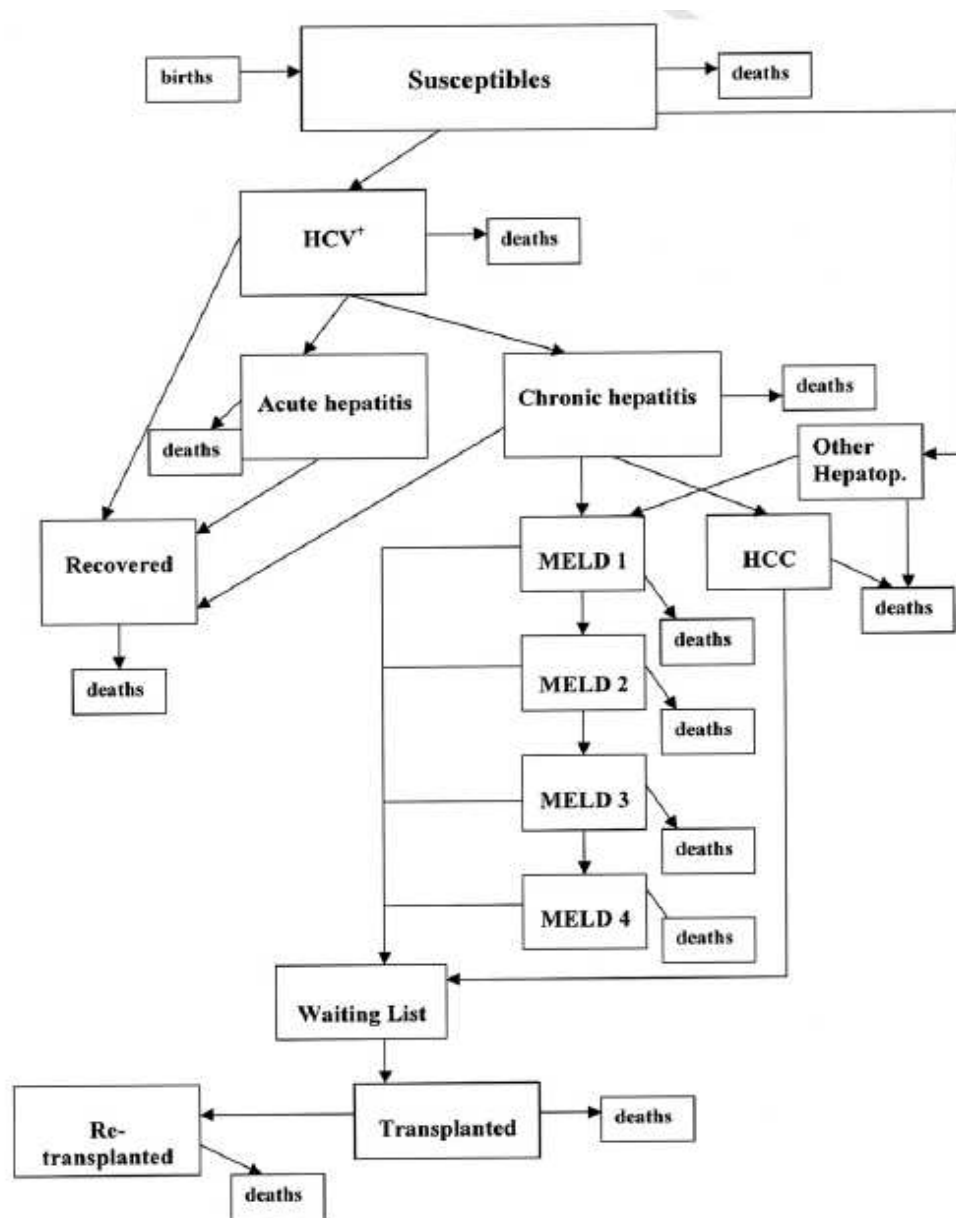 births
Susceptibles
deaths
HCV+
deaths
Acute hepatitis
deaths
Chronic hepatitis
deaths
Other
Hepatop.
Recovered
deaths
MELD 1
deaths
HCC
deaths
MELD 2
deaths
MELD 3
deaths
MELD 4
deaths
Waiting List
Transplanted
deaths
Re-
transplanted
deaths